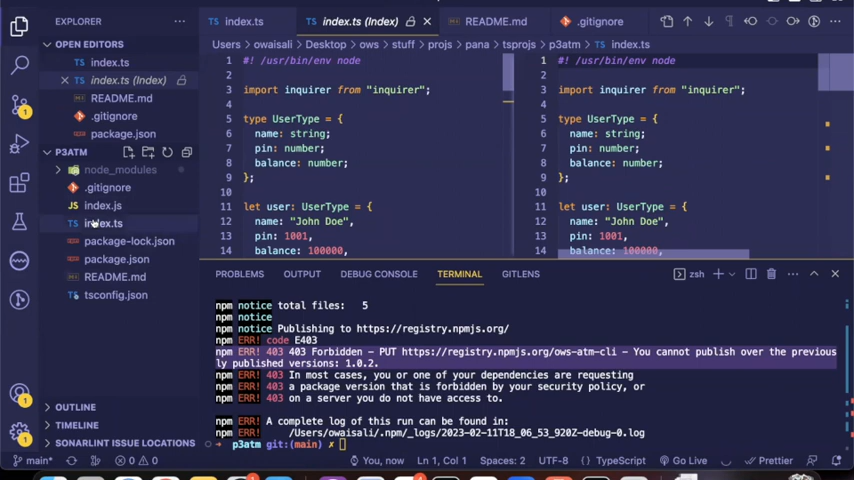 EXPLORER ...
OPEN EDITORS
index.ts
index.ts (Index)
README.md
.gitignore
package.json
P3ATM
node_modules
.gitignore
JS index.js
TS index.ts
package-lock.json
package.json
README.md
tsconfig.json
OUTLINE
TIMELINE
SONARLINT ISSUE LOCATIONS
TS index.ts
TS index.ts (Index)
README.md
.gitignore
Users > owaisali > Desktop > ows > stuff > projs > pana > tsprojs > p3atm > TS index.ts
1 #! /usr/bin/env node
2
3 import inquirer from "inquirer";
4
5 type UserType = {
6 name: string;
7 pin: number;
8 balance: number;
9 };
10
11 let user: UserType = {
12 name: "John Doe",
13 pin: 1001,
14 balance: 100000,
1 #! /usr/bin/env node
2
3 import inquirer from "inquirer";
4
5 type UserType = {
6 name: string;
7 pin: number;
8 balance: number;
9 };
10
11 let user: UserType = {
12 name: "John Doe",
13 pin: 1001,
14 balance: 100000,
PROBLEMS OUTPUT DEBUG CONSOLE TERMINAL GITLENS zsh
npm notice total files: 5
npm notice
npm notice Publishing to https://registry.npmjs.org/
npm ERR! code E403
npm ERR! 403 403 Forbidden - PUT https://registry.npmjs.org/ows-atm-cli - You cannot publish over the previous
ly published versions: 1.0.2.
npm ERR! 403 In most cases, you or one of your dependencies are requesting
npm ERR! 403 a package version that is forbidden by your security policy, or
npm ERR! 403 on a server you do not have access to.
npm ERR! A complete log of this run can be found in:
npm ERR! /Users/owaisali/.npm/_logs/2023-02-11T18_06_53_920Z-debug-0.log
→ p3atm git:(main) ✗
main* 0 0 You, now Ln 1, Col 1 Spaces: 2 UTF-8 {} TypeScript Go Live Prettier